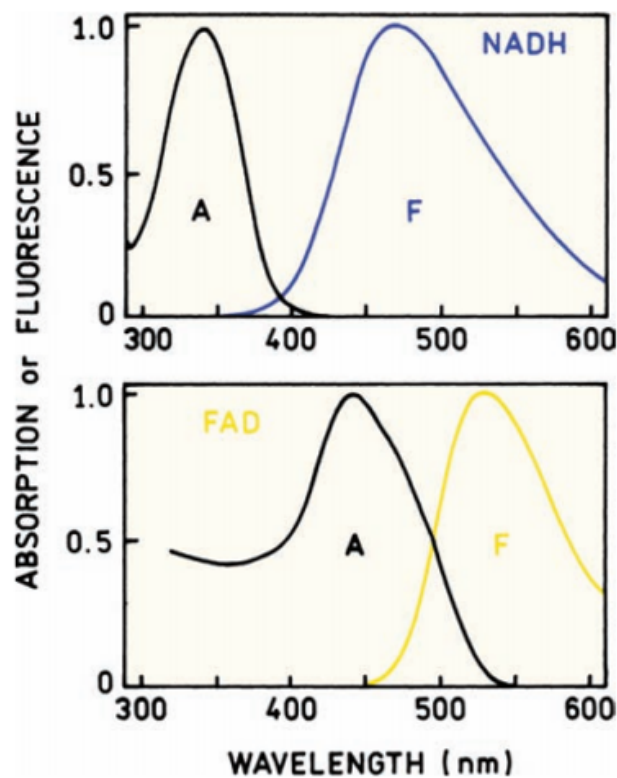 ABSORPTION or FLUORESCENCE
1.0
0.5
0
NADH
A
F
300 400 500 600
1.0
0.5
0
FAD
A
F
300 400 500 600
WAVELENGTH (nm)